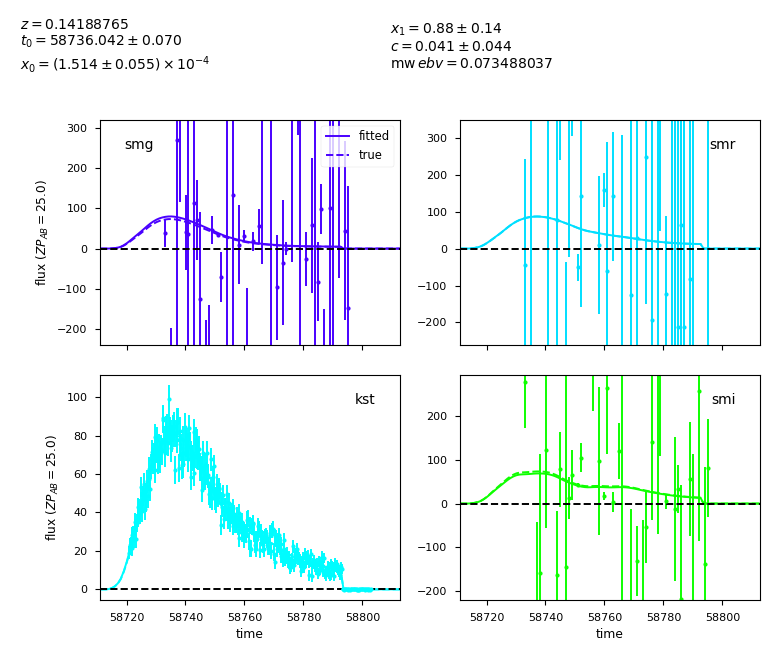 z = 0.14188765
t₀ = 58736.042 ± 0.070
x₀ = (1.514 ± 0.055) × 10⁻⁴
x₁ = 0.88 ± 0.14
c = 0.041 ± 0.044
mw ebv = 0.073488037
300
200
100
0
−100
−200
flux (ZP_AB = 25.0)
smg
fitted
true
300
200
100
0
−100
−200
smr
100
80
60
40
20
0
flux (ZP_AB = 25.0)
kst
58720
58740
58760
58780
58800
time
200
100
0
−100
−200
smi
58720
58740
58760
58780
58800
time